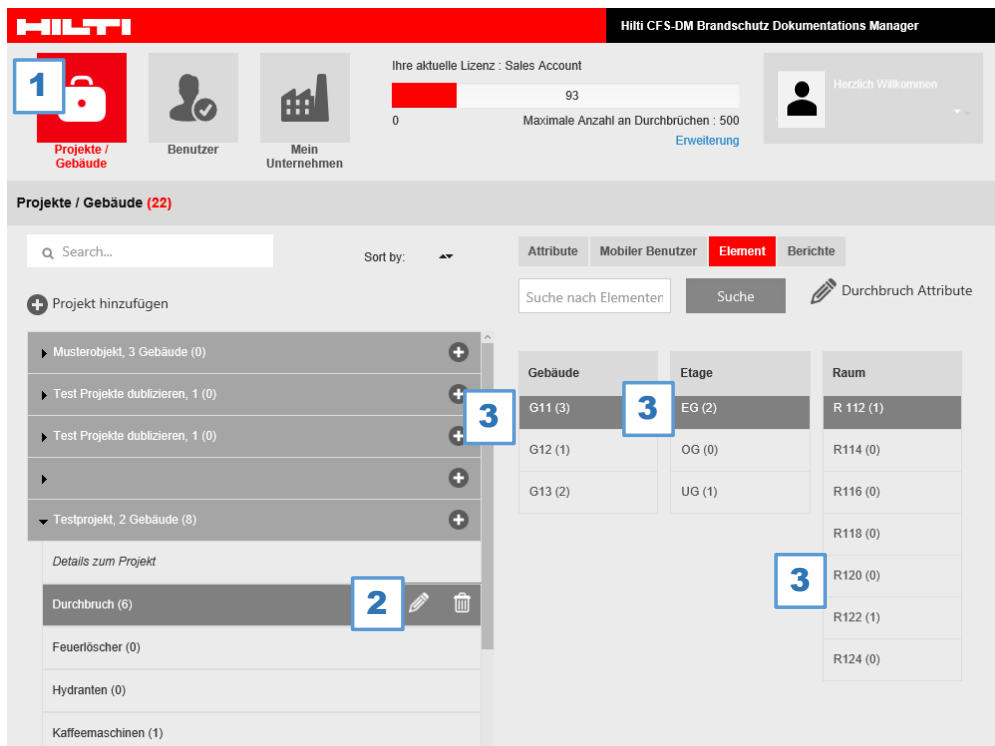 HILTI
Hilti CFS-DM Brandschutz Dokumentations Manager
1
Projekte /
Gebäude
Benutzer
Mein
Unternehmen
Ihre aktuelle Lizenz : Sales Account
93
0
Maximale Anzahl an Durchbrüchen : 500
Erweiterung
Herzlich Willkommen
Projekte / Gebäude (22)
Search...
Sort by:
Projekt hinzufügen
Musterobjekt, 3 Gebäude (0)
Test Projekte dublizieren, 1 (0)
Test Projekte dublizieren, 1 (0)
Testprojekt, 2 Gebäude (8)
Details zum Projekt
Durchbruch (6)
2
Feuerlöscher (0)
Hydranten (0)
Kaffeemaschinen (1)
Attribute
Mobiler Benutzer
Element
Berichte
Suche nach Elementen
Suche
Durchbruch Attribute
Gebäude
3
G11 (3)
G12 (1)
G13 (2)
Etage
3
EG (2)
OG (0)
UG (1)
Raum
R 112 (1)
R114 (0)
R116 (0)
R118 (0)
3
R120 (0)
R122 (1)
R124 (0)